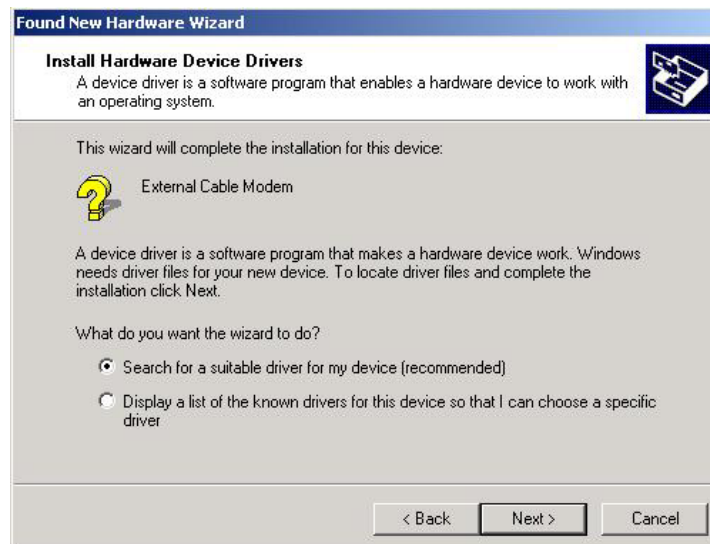 Found New Hardware Wizard
Install Hardware Device Drivers
A device driver is a software program that enables a hardware device to work with
an operating system.
This wizard will complete the installation for this device:
External Cable Modem
A device driver is a software program that makes a hardware device work. Windows
needs driver files for your new device. To locate driver files and complete the
installation click Next.
What do you want the wizard to do?
Search for a suitable driver for my device (recommended)
Display a list of the known drivers for this device so that I can choose a specific
driver
< Back Next > Cancel